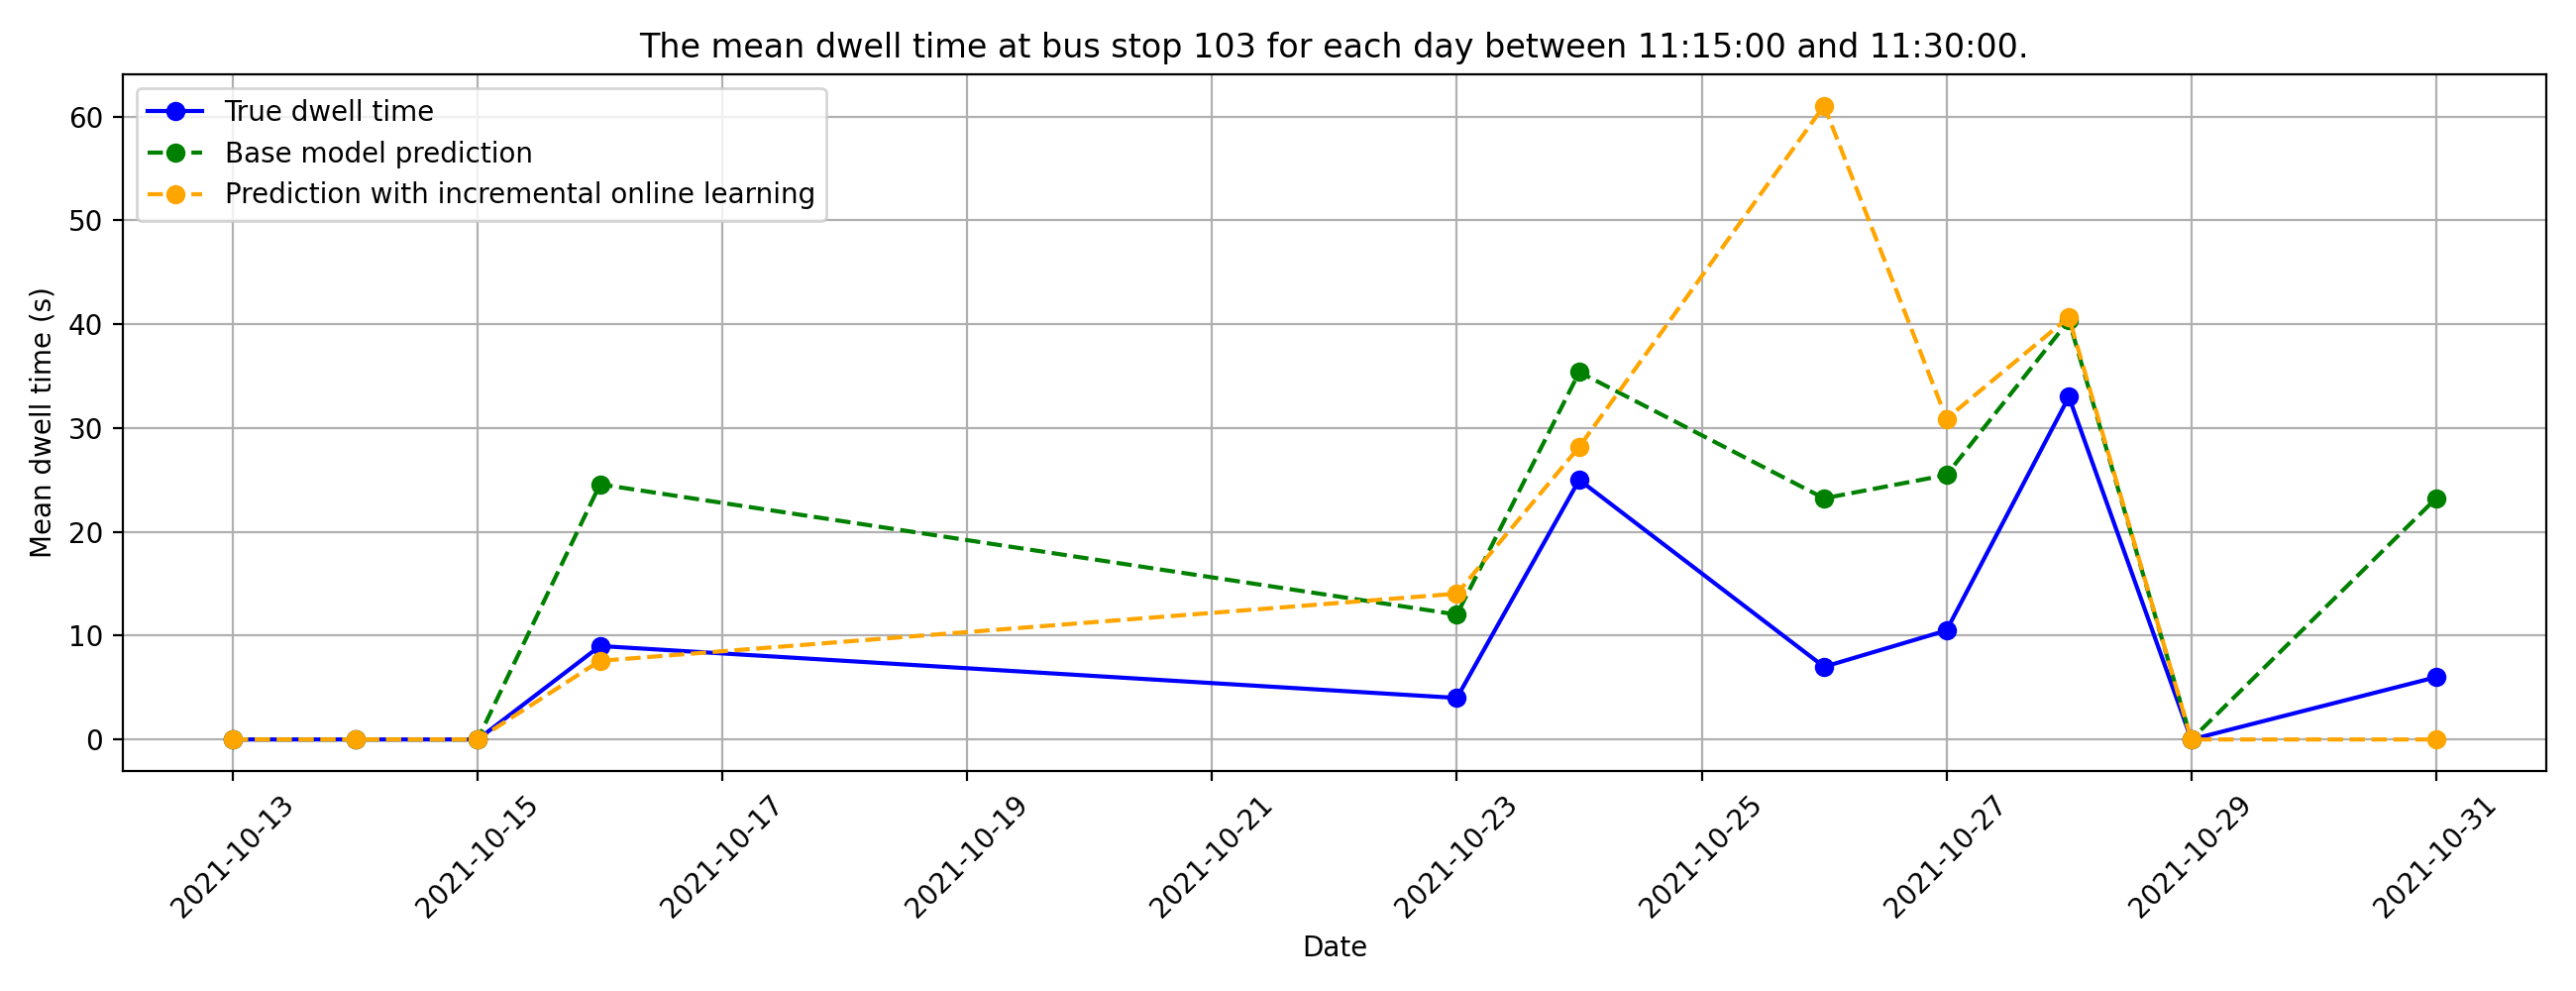 The mean dwell time at bus stop 103 for each day between 11:15:00 and 11:30:00.
True dwell time
Base model prediction
Prediction with incremental online learning
Mean dwell time (s)
60
50
40
30
20
10
0
2021-10-13
2021-10-15
2021-10-17
2021-10-19
2021-10-21
2021-10-23
2021-10-25
2021-10-27
2021-10-29
2021-10-31
Date